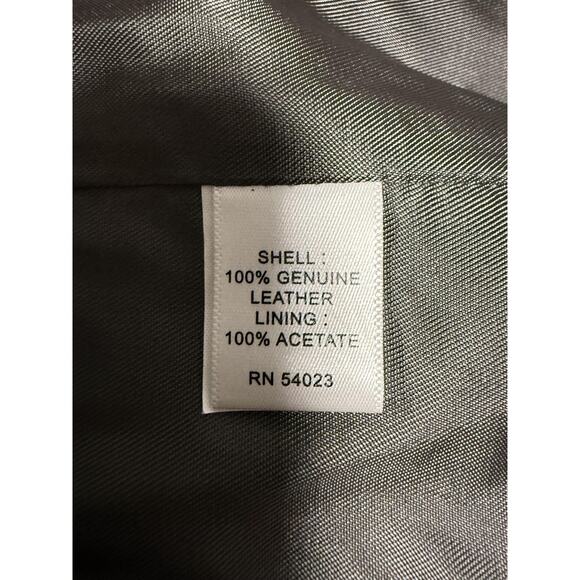 SHELL :
100% GENUINE
LEATHER
LINING :
100% ACETATE
RN 54023